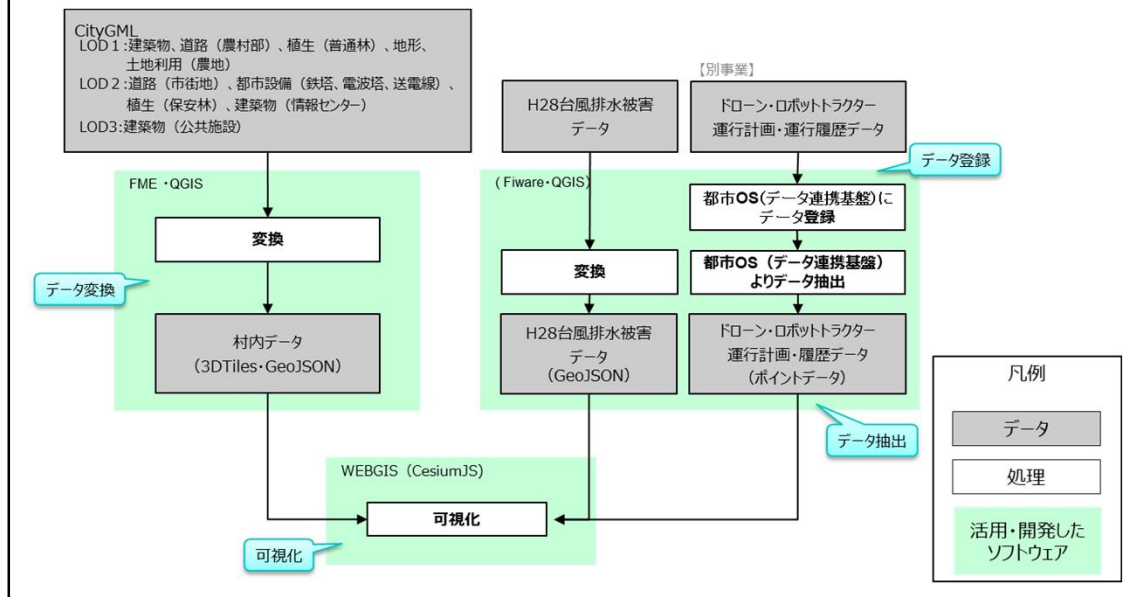 CityGML
LOD 1:建築物、道路（農村部）、植生（普通林）、地形、
土地利用（農地）
LOD 2:道路（市街地）、都市設備（鉄塔、電波塔、送電線）、
植生（保安林）、建築物（情報センター）
LOD3:建築物（公共施設）
H28台風排水被害
データ
【別事業】
ドローン・ロボットトラクター
運行計画・運行履歴データ
データ登録
FME ・QGIS
変換
データ変換
村内データ
（3DTiles・GeoJSON）
( Fiware・QGIS)
変換
H28台風排水被害
データ
（GeoJSON）
都市OS(データ連携基盤)に
データ登録
都市OS（データ連携基盤）
よりデータ抽出
ドローン・ロボットトラクター
運行計画・履歴データ
（ポイントデータ）
データ抽出
WEBGIS（CesiumJS）
可視化
可視化
凡例
データ
処理
活用・開発した
ソフトウェア